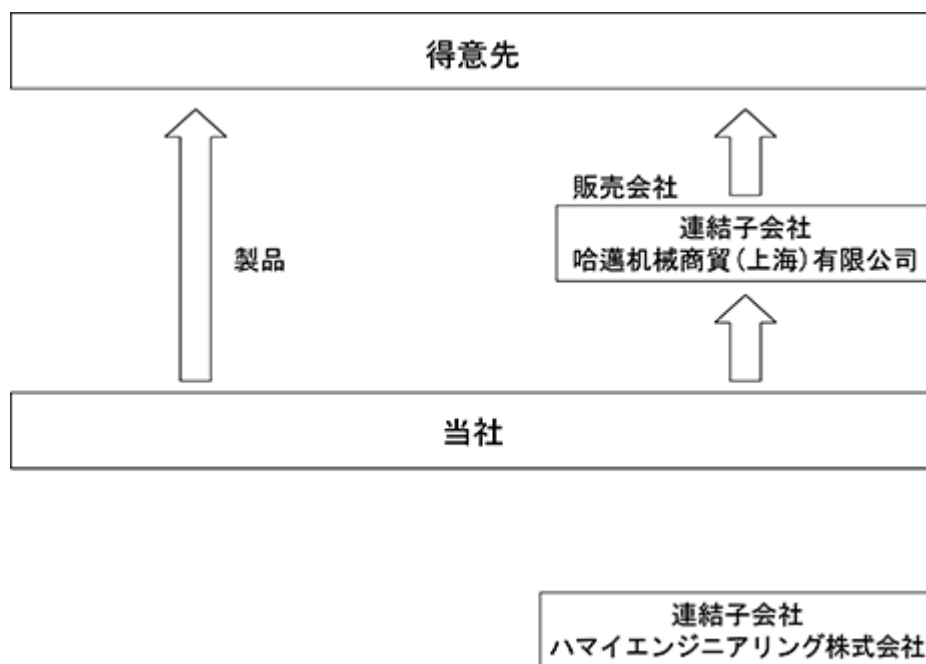 得意先
販売会社
連結子会社
哈邁机械商貿(上海)有限公司
製品
当社
連結子会社
ハマイエンジニアリング株式会社